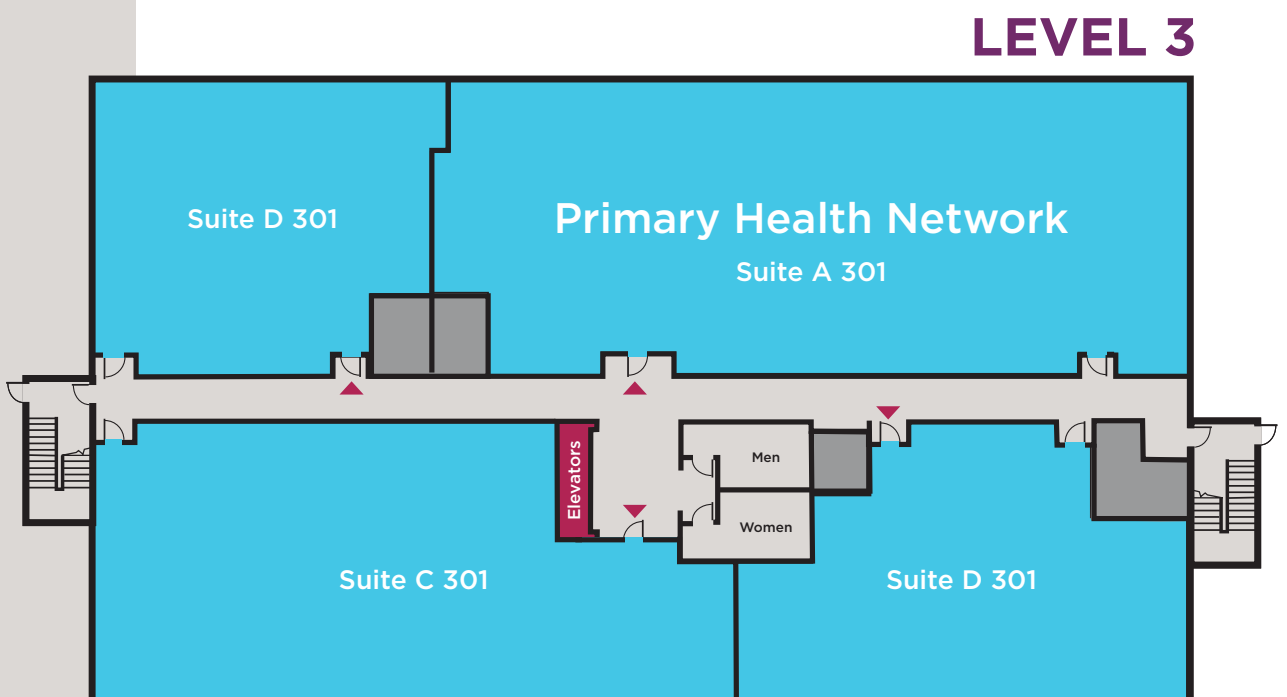 LEVEL 3
Suite D 301
Primary Health Network
Suite A 301
Elevators
Men
Women
Suite C 301
Suite D 301